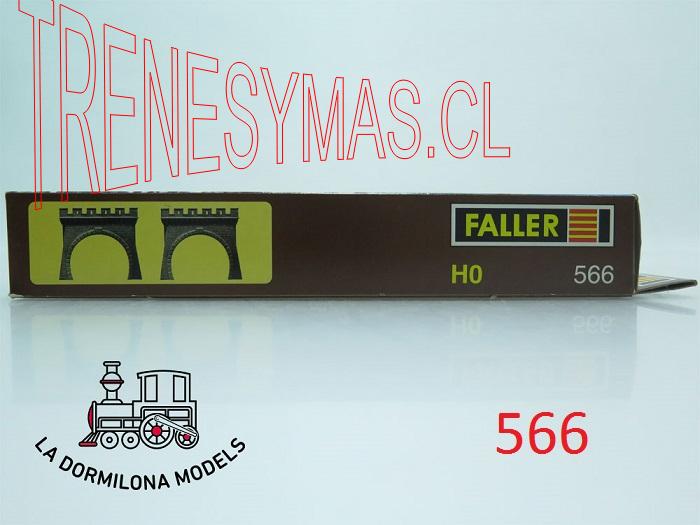 TRENESYMAS.CL
FALLER
H0 566
LA DORMILONA MODELS
566